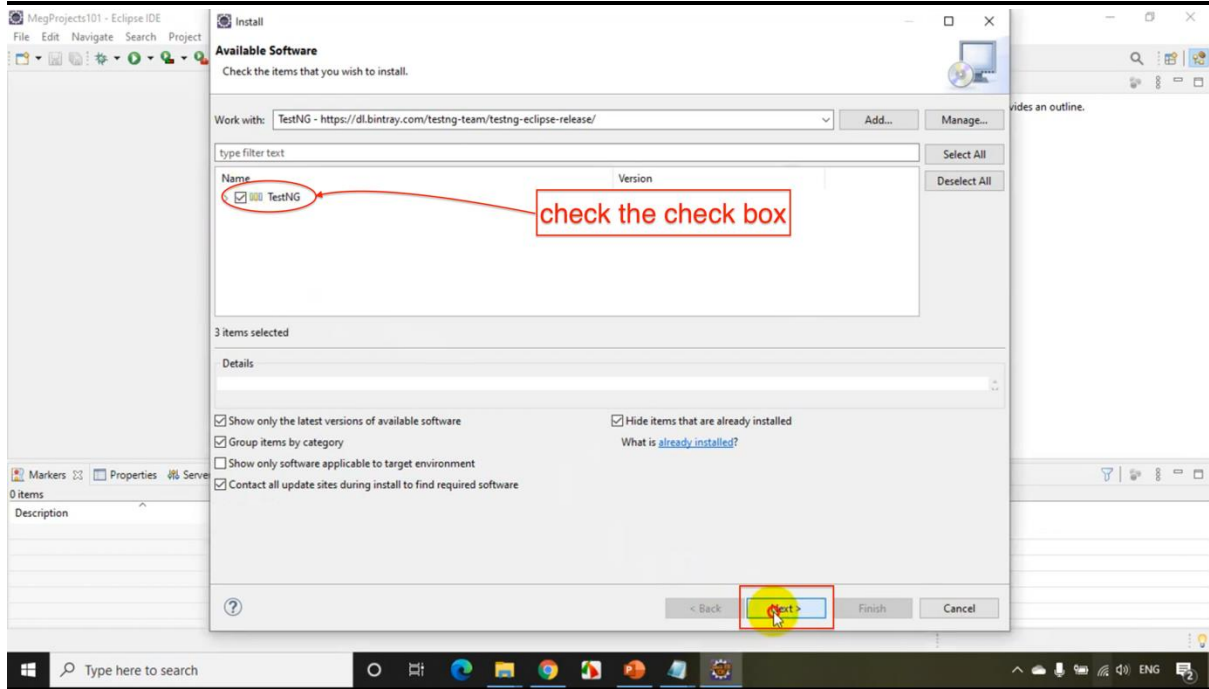 MegProjects101 - Eclipse IDE
File Edit Navigate Search Project
Install
Available Software
Check the items that you wish to install.
Work with: TestNG - https://dl.bintray.com/testng-team/testng-eclipse-release/ Add... Manage...
type filter text Select All
Name Version Deselect All
TestNG
check the check box
3 items selected
Details
Show only the latest versions of available software Hide items that are already installed
Group items by category What is already installed?
Show only software applicable to target environment
Contact all update sites during install to find required software
vides an outline.
Markers Properties Serve
0 items
Description
< Back Next > Finish Cancel
Type here to search ENG 2